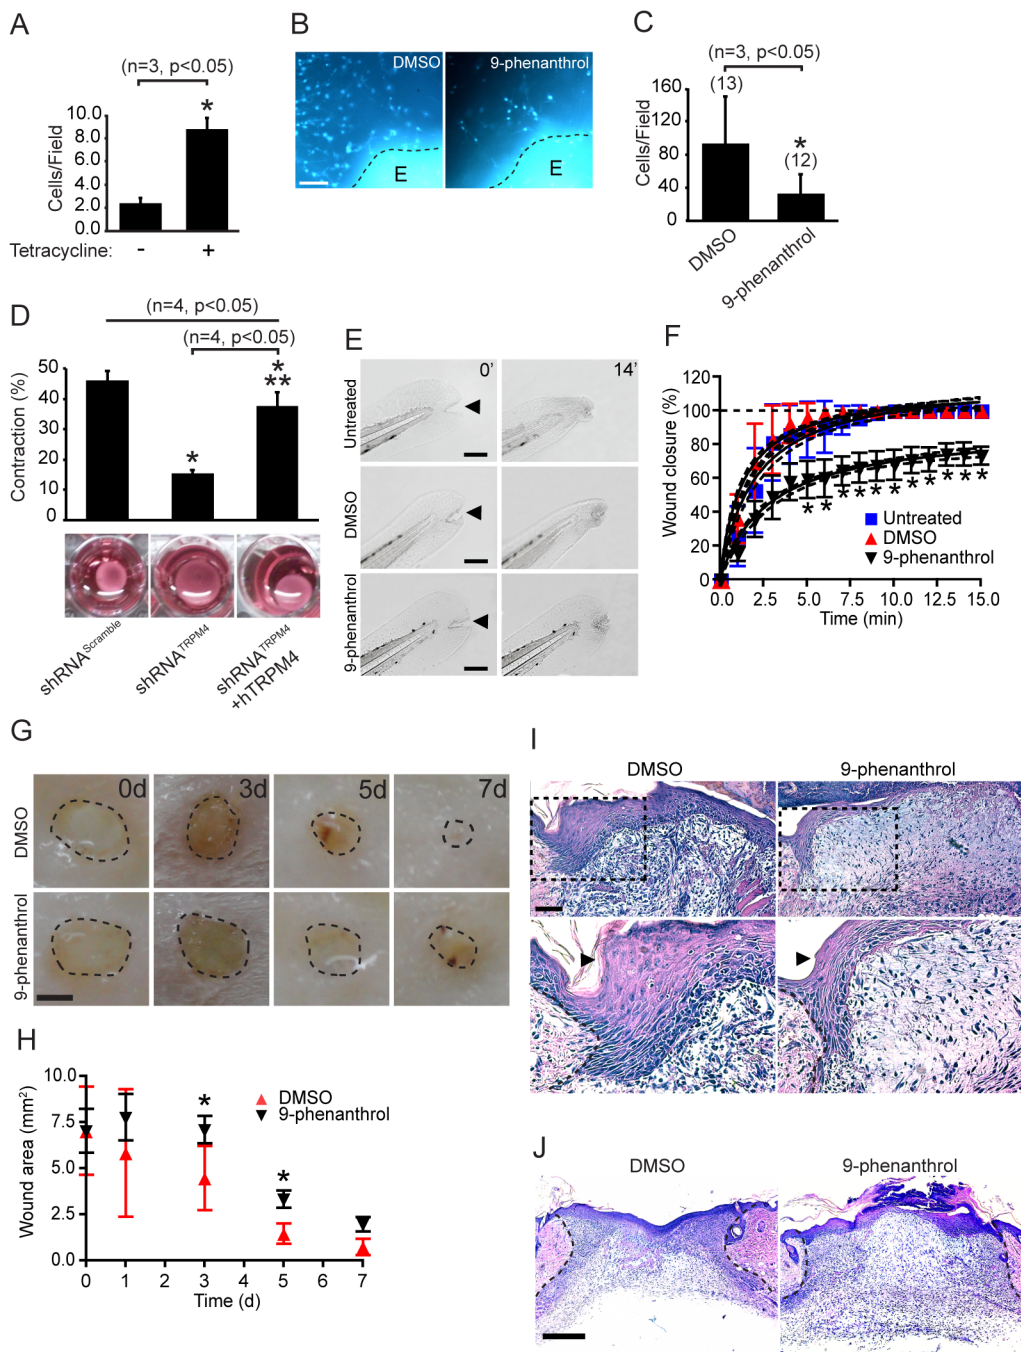 A
(n=3, p<0.05)
*
10.0
8.0
6.0
4.0
2.0
0.0
Cells/Field
Tetracycline: - +
B
DMSO
9-phenanthrol
E
E
C
(n=3, p<0.05)
(13)
*
(12)
160
120
80
40
0
Cells/Field
DMSO
9-phenanthrol
D
(n=4, p<0.05)
(n=4, p<0.05)
*
**
*
50
40
30
20
10
0
Contraction (%)
shRNA^Scramble
shRNA^TRPM4
shRNA^TRPM4
+hTRPM4
E
0' 14'
Untreated
DMSO
9-phenanthrol
F
120
100
80
60
40
20
0
Wound closure (%)
* * * * * * * * * * *
Untreated
DMSO
9-phenanthrol
0.0 2.5 5.0 7.5 10.0 12.5 15.0
Time (min)
G
0d 3d 5d 7d
DMSO
9-phenanthrol
H
10.0
7.5
5.0
2.5
0.0
Wound area (mm²)
DMSO
9-phenanthrol
*
*
0 1 2 3 4 5 6 7
Time (d)
I
DMSO 9-phenanthrol
J
DMSO 9-phenanthrol